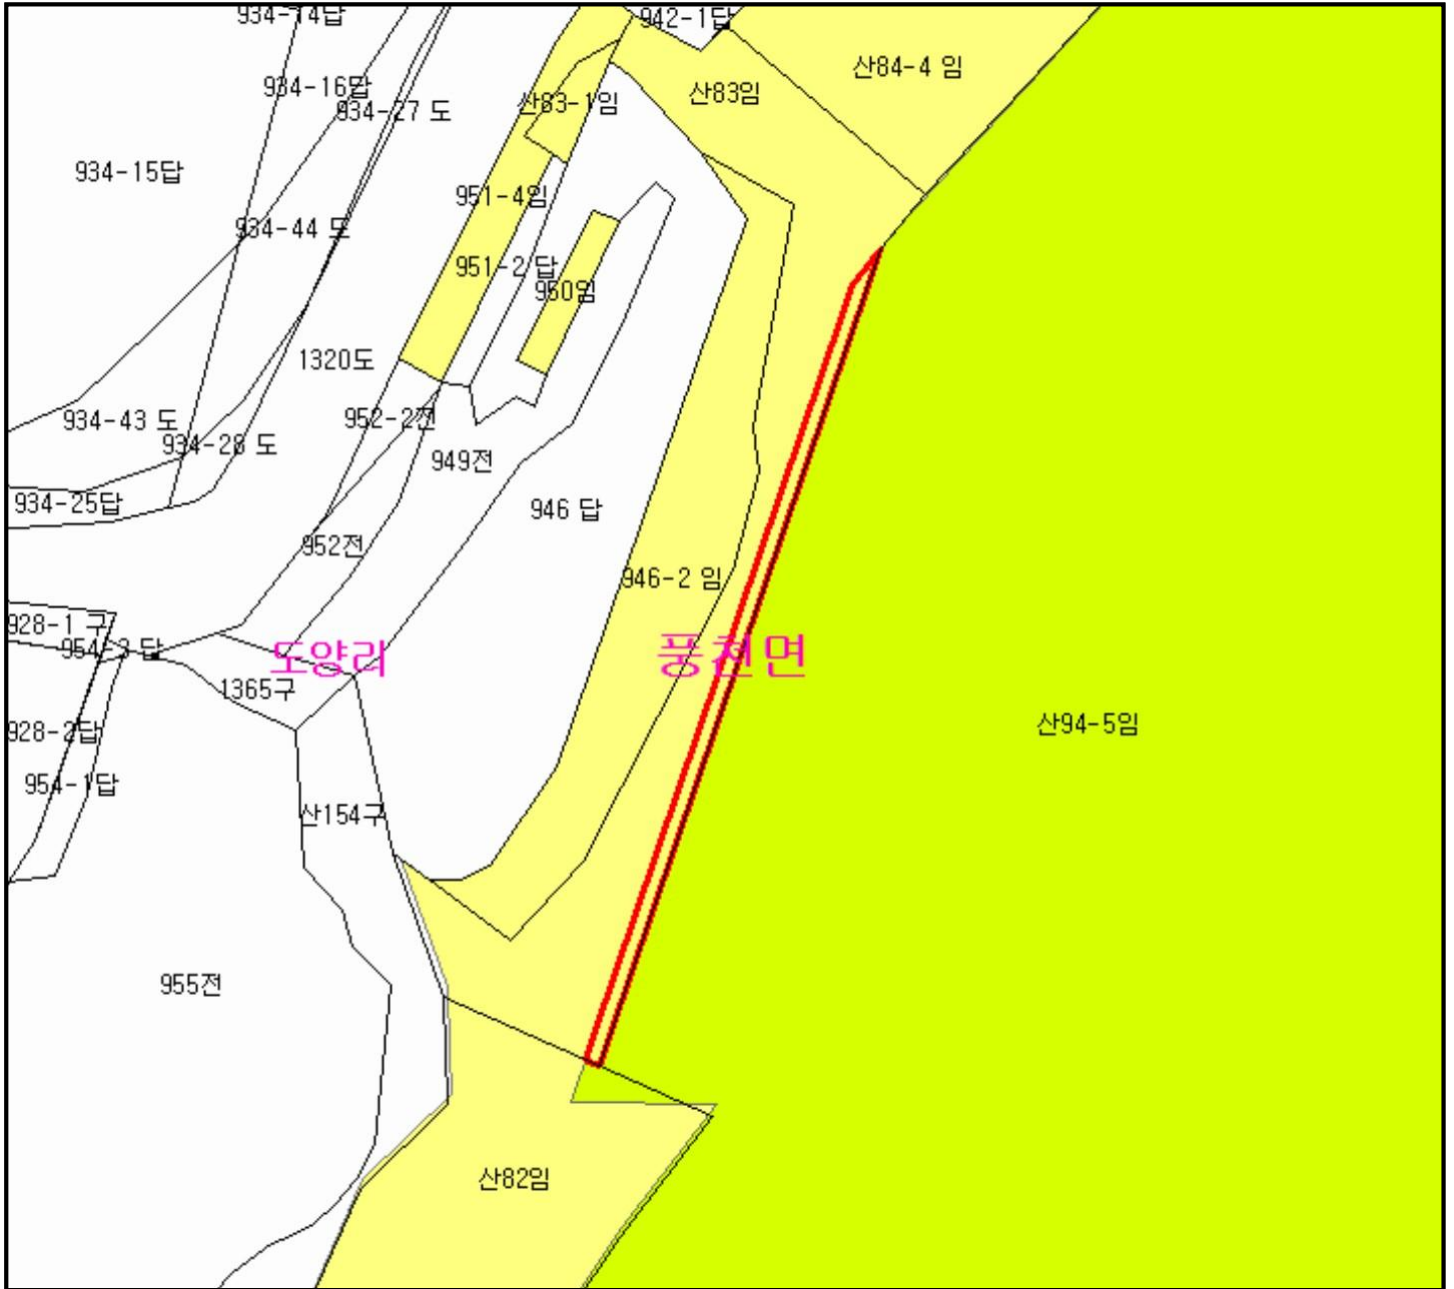 934-14답
942-1답
산84-4 임
934-16답
산83임
산83-1임
934-27 도
934-15답
951-4임
934-44 도
951-2 답
950임
1320도
934-43 도
952-2전
934-28 도
949전
934-25답
946 답
952전
946-2 임
928-1 구
954-3 답
도양리
풍천면
1365구
산94-5임
928-2답
954-1답
산154구
955전
산82임